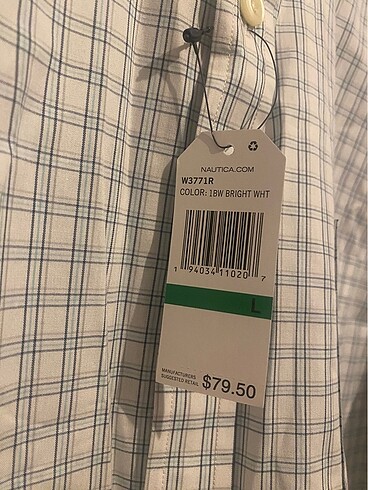 NAUTICA.COM
W3771R
COLOR: 1BW BRIGHT WHT
1 94034 11020 7
L
MANUFACTURERS
SUGGESTED RETAIL $79.50